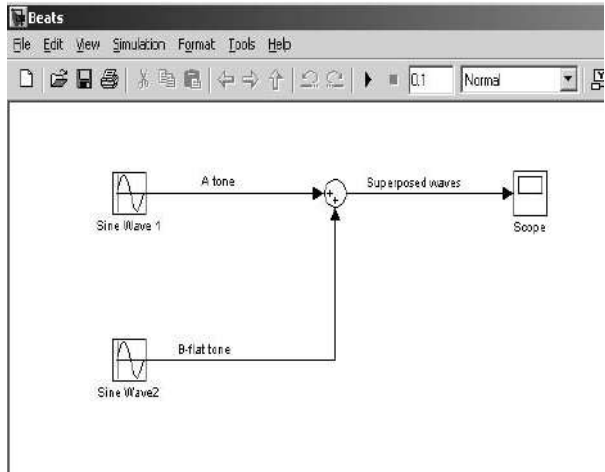 Beats
File Edit View Simulation Format Tools Help
0.1 Normal
A tone
Superposed waves
Sine Wave 1
Scope
B-flat tone
Sine Wave2